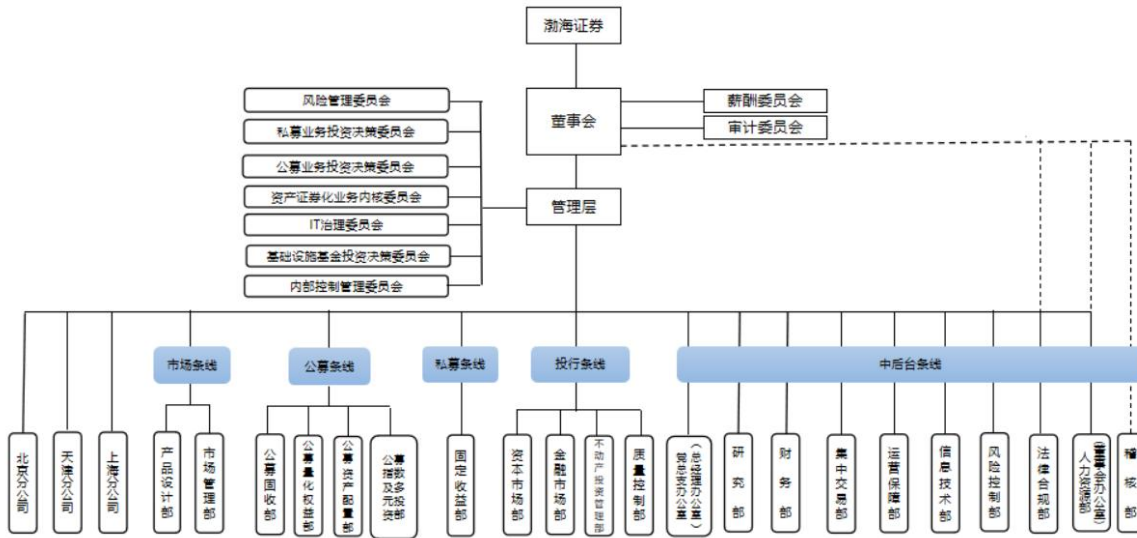 渤海证券
风险管理委员会
私募业务投资决策委员会
公募业务投资决策委员会
资产证券化业务内核委员会
IT治理委员会
基础设施基金投资决策委员会
内部控制管理委员会
董事会
薪酬委员会
审计委员会
管理层
市场条线
公募条线
私募条线
投行条线
中后台条线
北京分公司
天津分公司
上海分公司
产品设计部
市场管理部
公募固收部
公募量化权益部
公募资产配置部
公募指数及多元投资部
固定收益部
资本市场部
金融市场部
不动产投资管理部
质量控制部
党总支办公室
(总经理办公室)
研究部
财务部
集中交易部
运营保障部
信息技术部
风险控制部
法律合规部
人力资源部
(董事会办公室)
稽核部